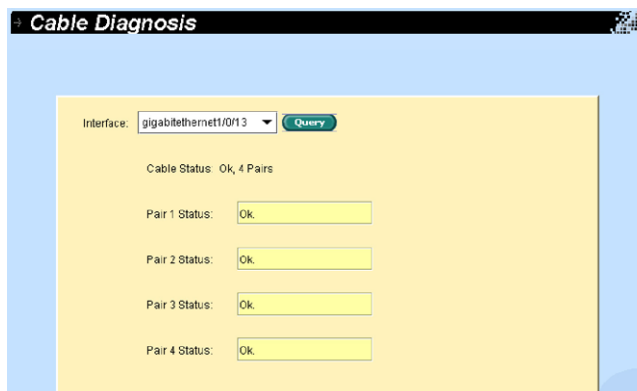 Cable Diagnosis
Interface: gigabitethernet1/0/13 Query
Cable Status: Ok, 4 Pairs
Pair 1 Status: Ok.
Pair 2 Status: Ok.
Pair 3 Status: Ok.
Pair 4 Status: Ok.